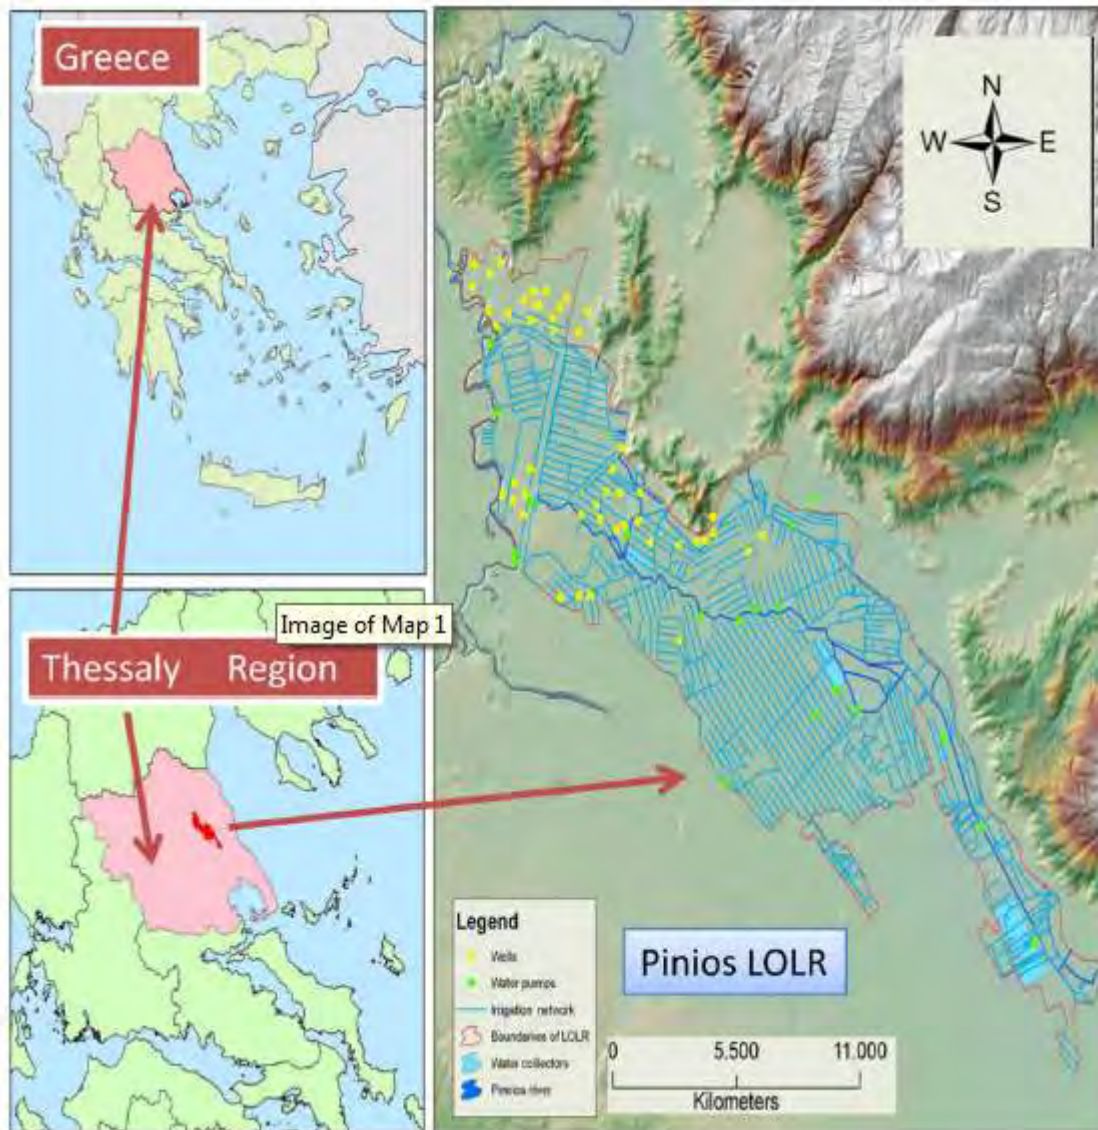 Greece
Image of Map 1
Thessaly Region
N
W E
S
Legend
Wells
Water pumps
Irrigation network
Boundaries of LOLR
Water collectors
Pinios river
Pinios LOLR
0 5.500 11.000
Kilometers